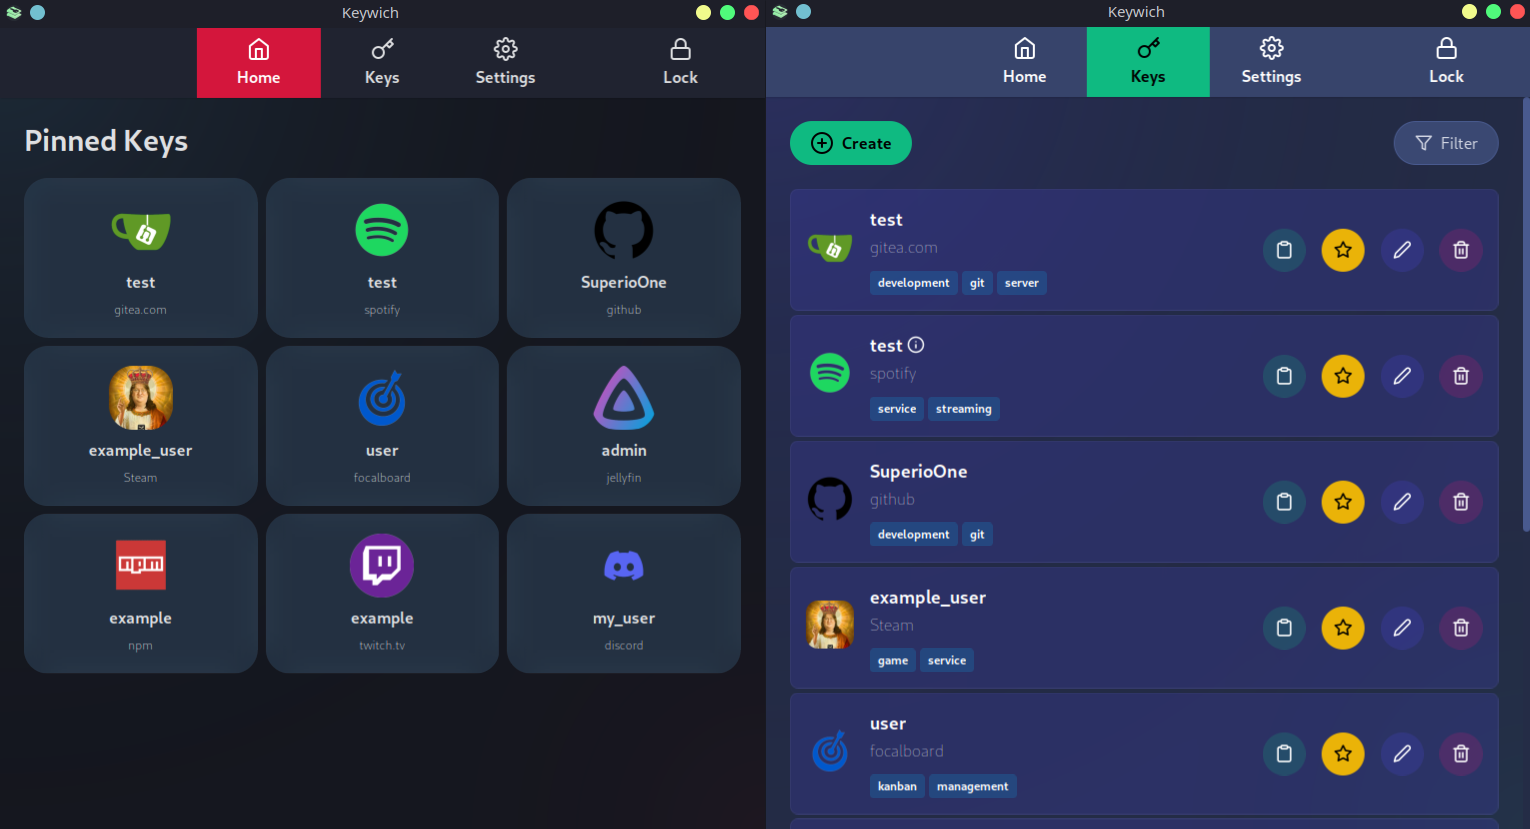 Keywich
Home
Keys
Settings
Lock
Pinned Keys
test
gitea.com
test
spotify
SuperioOne
github
example_user
Steam
user
focalboard
admin
jellyfin
npm
example
npm
example
twitch.tv
my_user
discord
Keywich
Home
Keys
Settings
Lock
Create
Filter
test
gitea.com
development git server
test
spotify
service streaming
SuperioOne
github
development git
example_user
Steam
game service
user
focalboard
kanban management